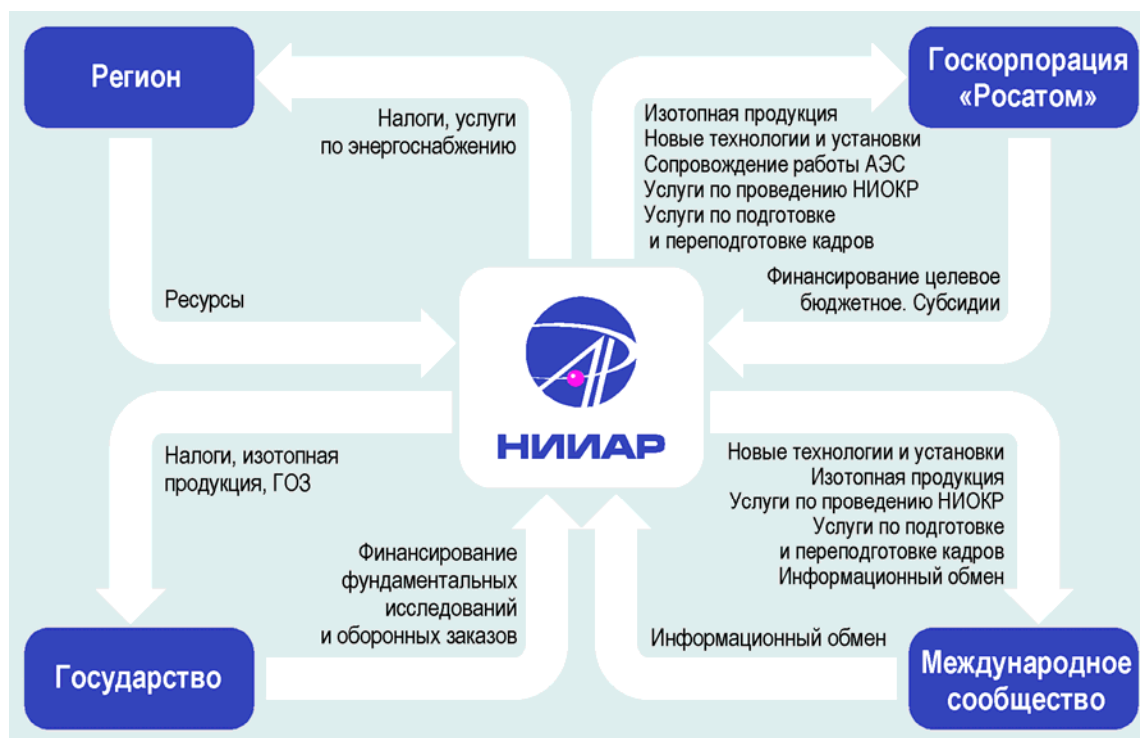 Регион
Госкорпорация
«Росатом»
Налоги, услуги
по энергоснабжению
Изотопная продукция
Новые технологии и установки
Сопровождение работы АЭС
Услуги по проведению НИОКР
Услуги по подготовке
и переподготовке кадров
Ресурсы
Финансирование целевое
бюджетное. Субсидии
НИИАР
Налоги, изотопная
продукция, ГОЗ
Новые технологии и установки
Изотопная продукция
Услуги по проведению НИОКР
Услуги по подготовке
и переподготовке кадров
Информационный обмен
Финансирование
фундаментальных
исследований
и оборонных заказов
Информационный обмен
Государство
Международное
сообщество